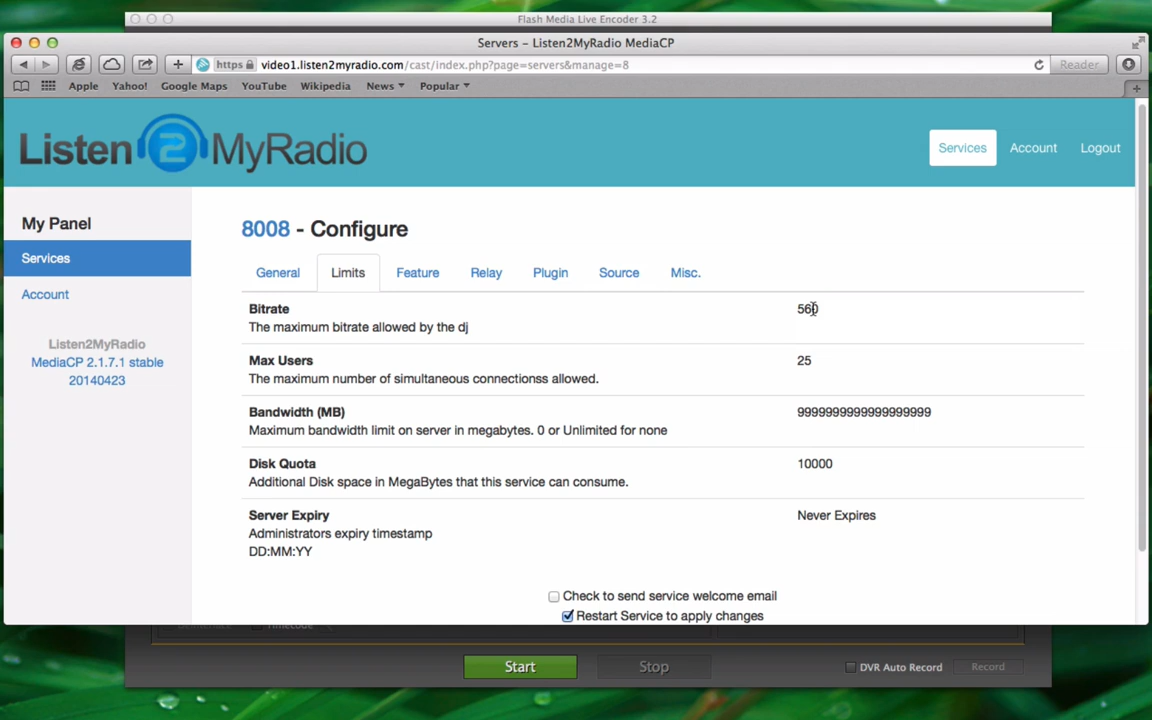 Flash Media Live Encoder 3.2
Servers – Listen2MyRadio MediaCP
https video1.listen2myradio.com/cast/index.php?page=servers&manage=8
Reader
Apple Yahoo! Google Maps YouTube Wikipedia News Popular
Listen 2 MyRadio
Services Account Logout
My Panel
Services
Account
Listen2MyRadio
MediaCP 2.1.7.1 stable
20140423
8008 - Configure
General Limits Feature Relay Plugin Source Misc.
Bitrate 560
The maximum bitrate allowed by the dj
Max Users 25
The maximum number of simultaneous connectionss allowed.
Bandwidth (MB) 9999999999999999999
Maximum bandwidth limit on server in megabytes. 0 or Unlimited for none
Disk Quota 10000
Additional Disk space in MegaBytes that this service can consume.
Server Expiry Never Expires
Administrators expiry timestamp
DD:MM:YY
Check to send service welcome email
Restart Service to apply changes
Timecode
Start Stop DVR Auto Record Record